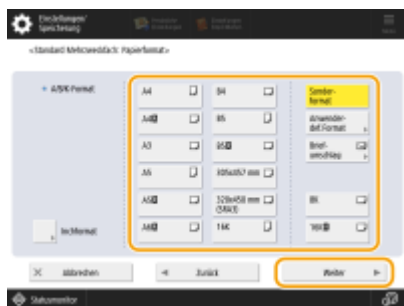 Einstellungen/
Speicherung
<Standard Mehrzweckfach: Papierformat>
A/B/K-Format
A4
B4
Sonder-
format
A4R
B5
Anwender-
def.Format
A3
B5R
Brief-
umschlag
A5
305x457 mm
A5R
320x450 mm
(SRA3)
8K
A6R
16K
16KR
Inchformat
Abbrechen
Zurück
Weiter
Statusmonitor